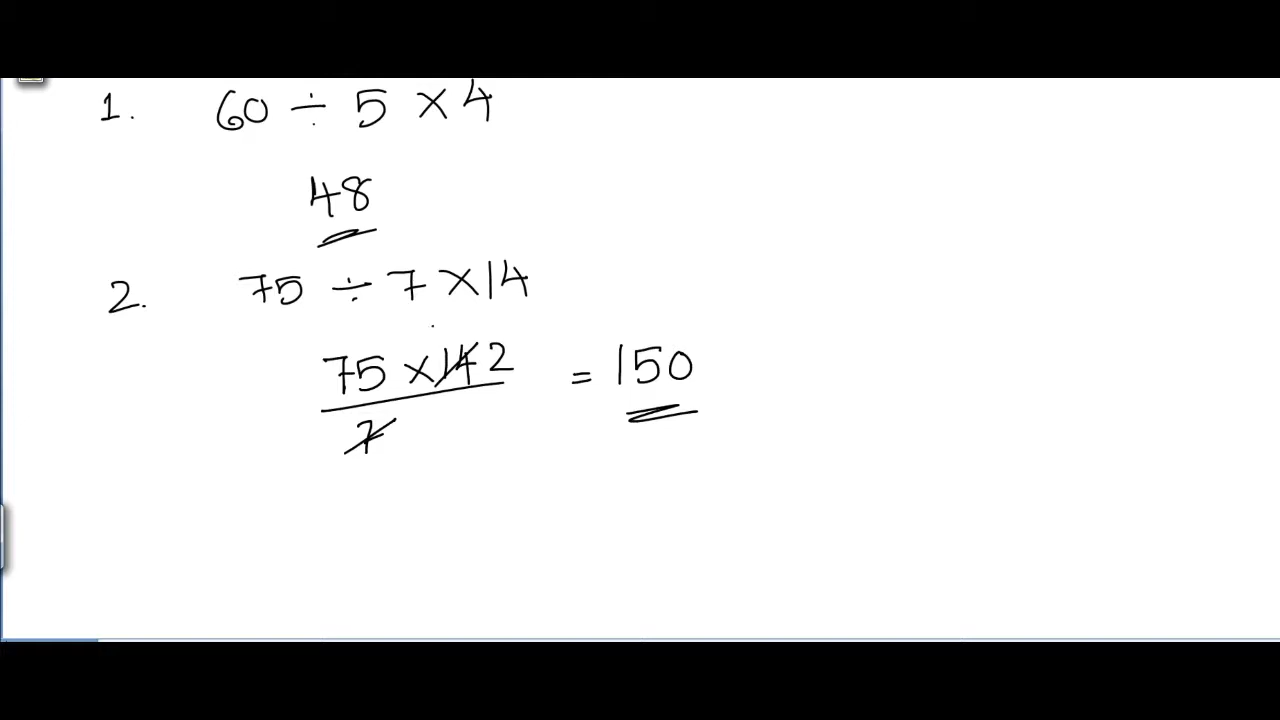 1. 60 ÷ 5 × 4
48
2. 75 ÷ 7 × 14
75 × 14 2 = 150
7